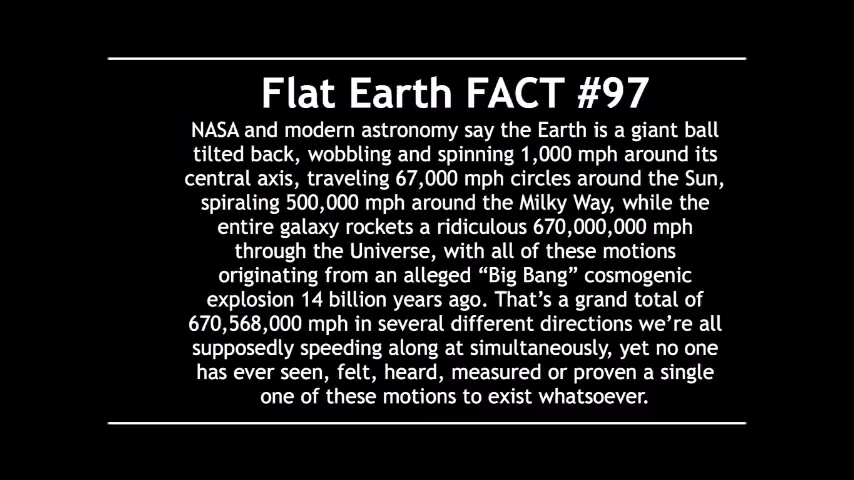 Flat Earth FACT #97
NASA and modern astronomy say the Earth is a giant ball
tilted back, wobbling and spinning 1,000 mph around its
central axis, traveling 67,000 mph circles around the Sun,
spiraling 500,000 mph around the Milky Way, while the
entire galaxy rockets a ridiculous 670,000,000 mph
through the Universe, with all of these motions
originating from an alleged “Big Bang” cosmogenic
explosion 14 billion years ago. That’s a grand total of
670,568,000 mph in several different directions we’re all
supposedly speeding along at simultaneously, yet no one
has ever seen, felt, heard, measured or proven a single
one of these motions to exist whatsoever.